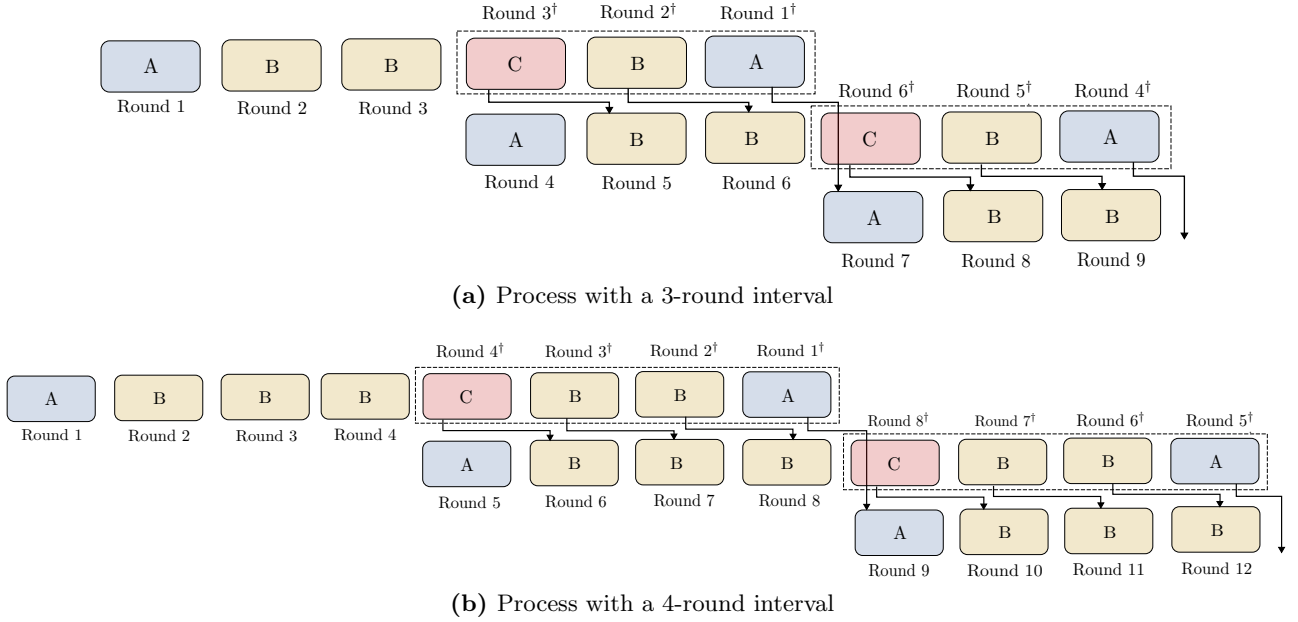 Round 3† Round 2† Round 1†
A B B C B A
Round 1 Round 2 Round 3
Round 6† Round 5† Round 4†
A B B C B A
Round 4 Round 5 Round 6
A B B
Round 7 Round 8 Round 9
(a) Process with a 3-round interval
Round 4† Round 3† Round 2† Round 1†
A B B B C B B A
Round 1 Round 2 Round 3 Round 4
Round 8† Round 7† Round 6† Round 5†
A B B B C B B A
Round 5 Round 6 Round 7 Round 8
A B B B
Round 9 Round 10 Round 11 Round 12
(b) Process with a 4-round interval